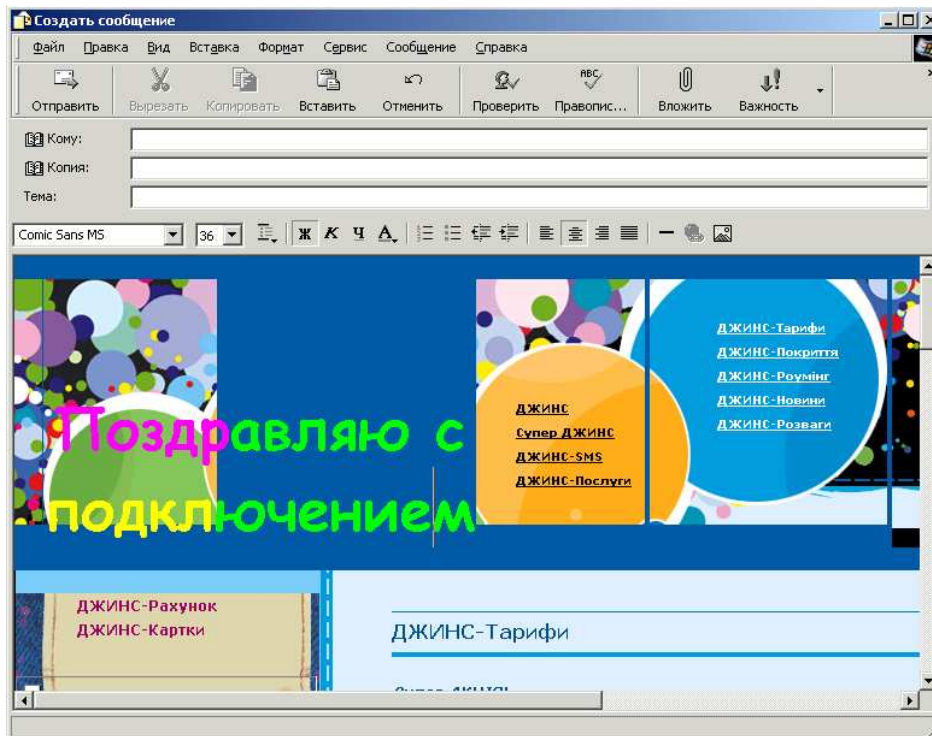 Создать сообщение
Файл Правка Вид Вставка Формат Сервис Сообщение Справка
Отправить Вырезать Копировать Вставить Отменить Проверить Правопис... Вложить Важность
Кому:
Копия:
Тема:
Comic Sans MS 36 Ж К Ч А
ДЖИНС-Тарифи
ДЖИНС-Покриття
ДЖИНС-Роумінг
ДЖИНС-Новини
ДЖИНС-Розваги
ДЖИНС
Супер ДЖИНС
ДЖИНС-SMS
ДЖИНС-Послуги
Поздравляю с
подключением
ДЖИНС-Рахунок
ДЖИНС-Картки
ДЖИНС-Тарифи